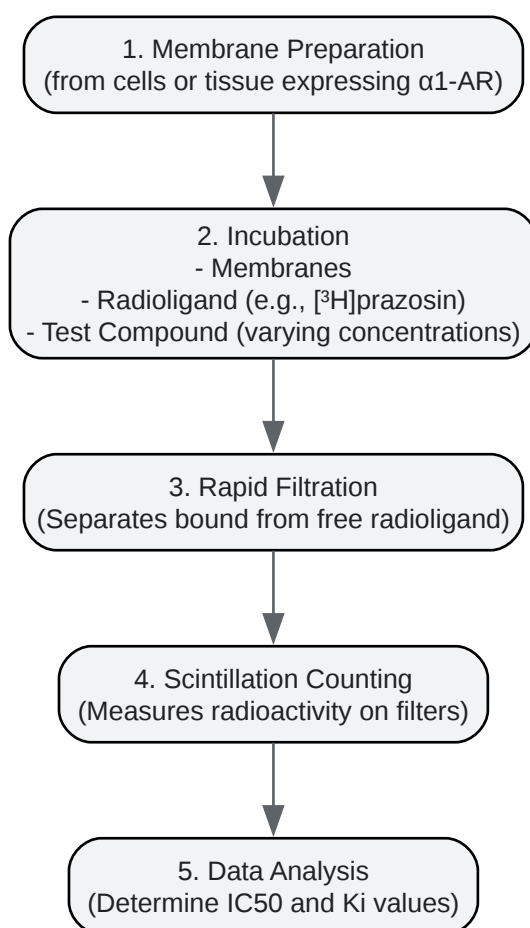 1. Membrane Preparation
(from cells or tissue expressing α1-AR)
2. Incubation
- Membranes
- Radioligand (e.g., [³H]prazosin)
- Test Compound (varying concentrations)
3. Rapid Filtration
(Separates bound from free radioligand)
4. Scintillation Counting
(Measures radioactivity on filters)
5. Data Analysis
(Determine IC50 and Ki values)